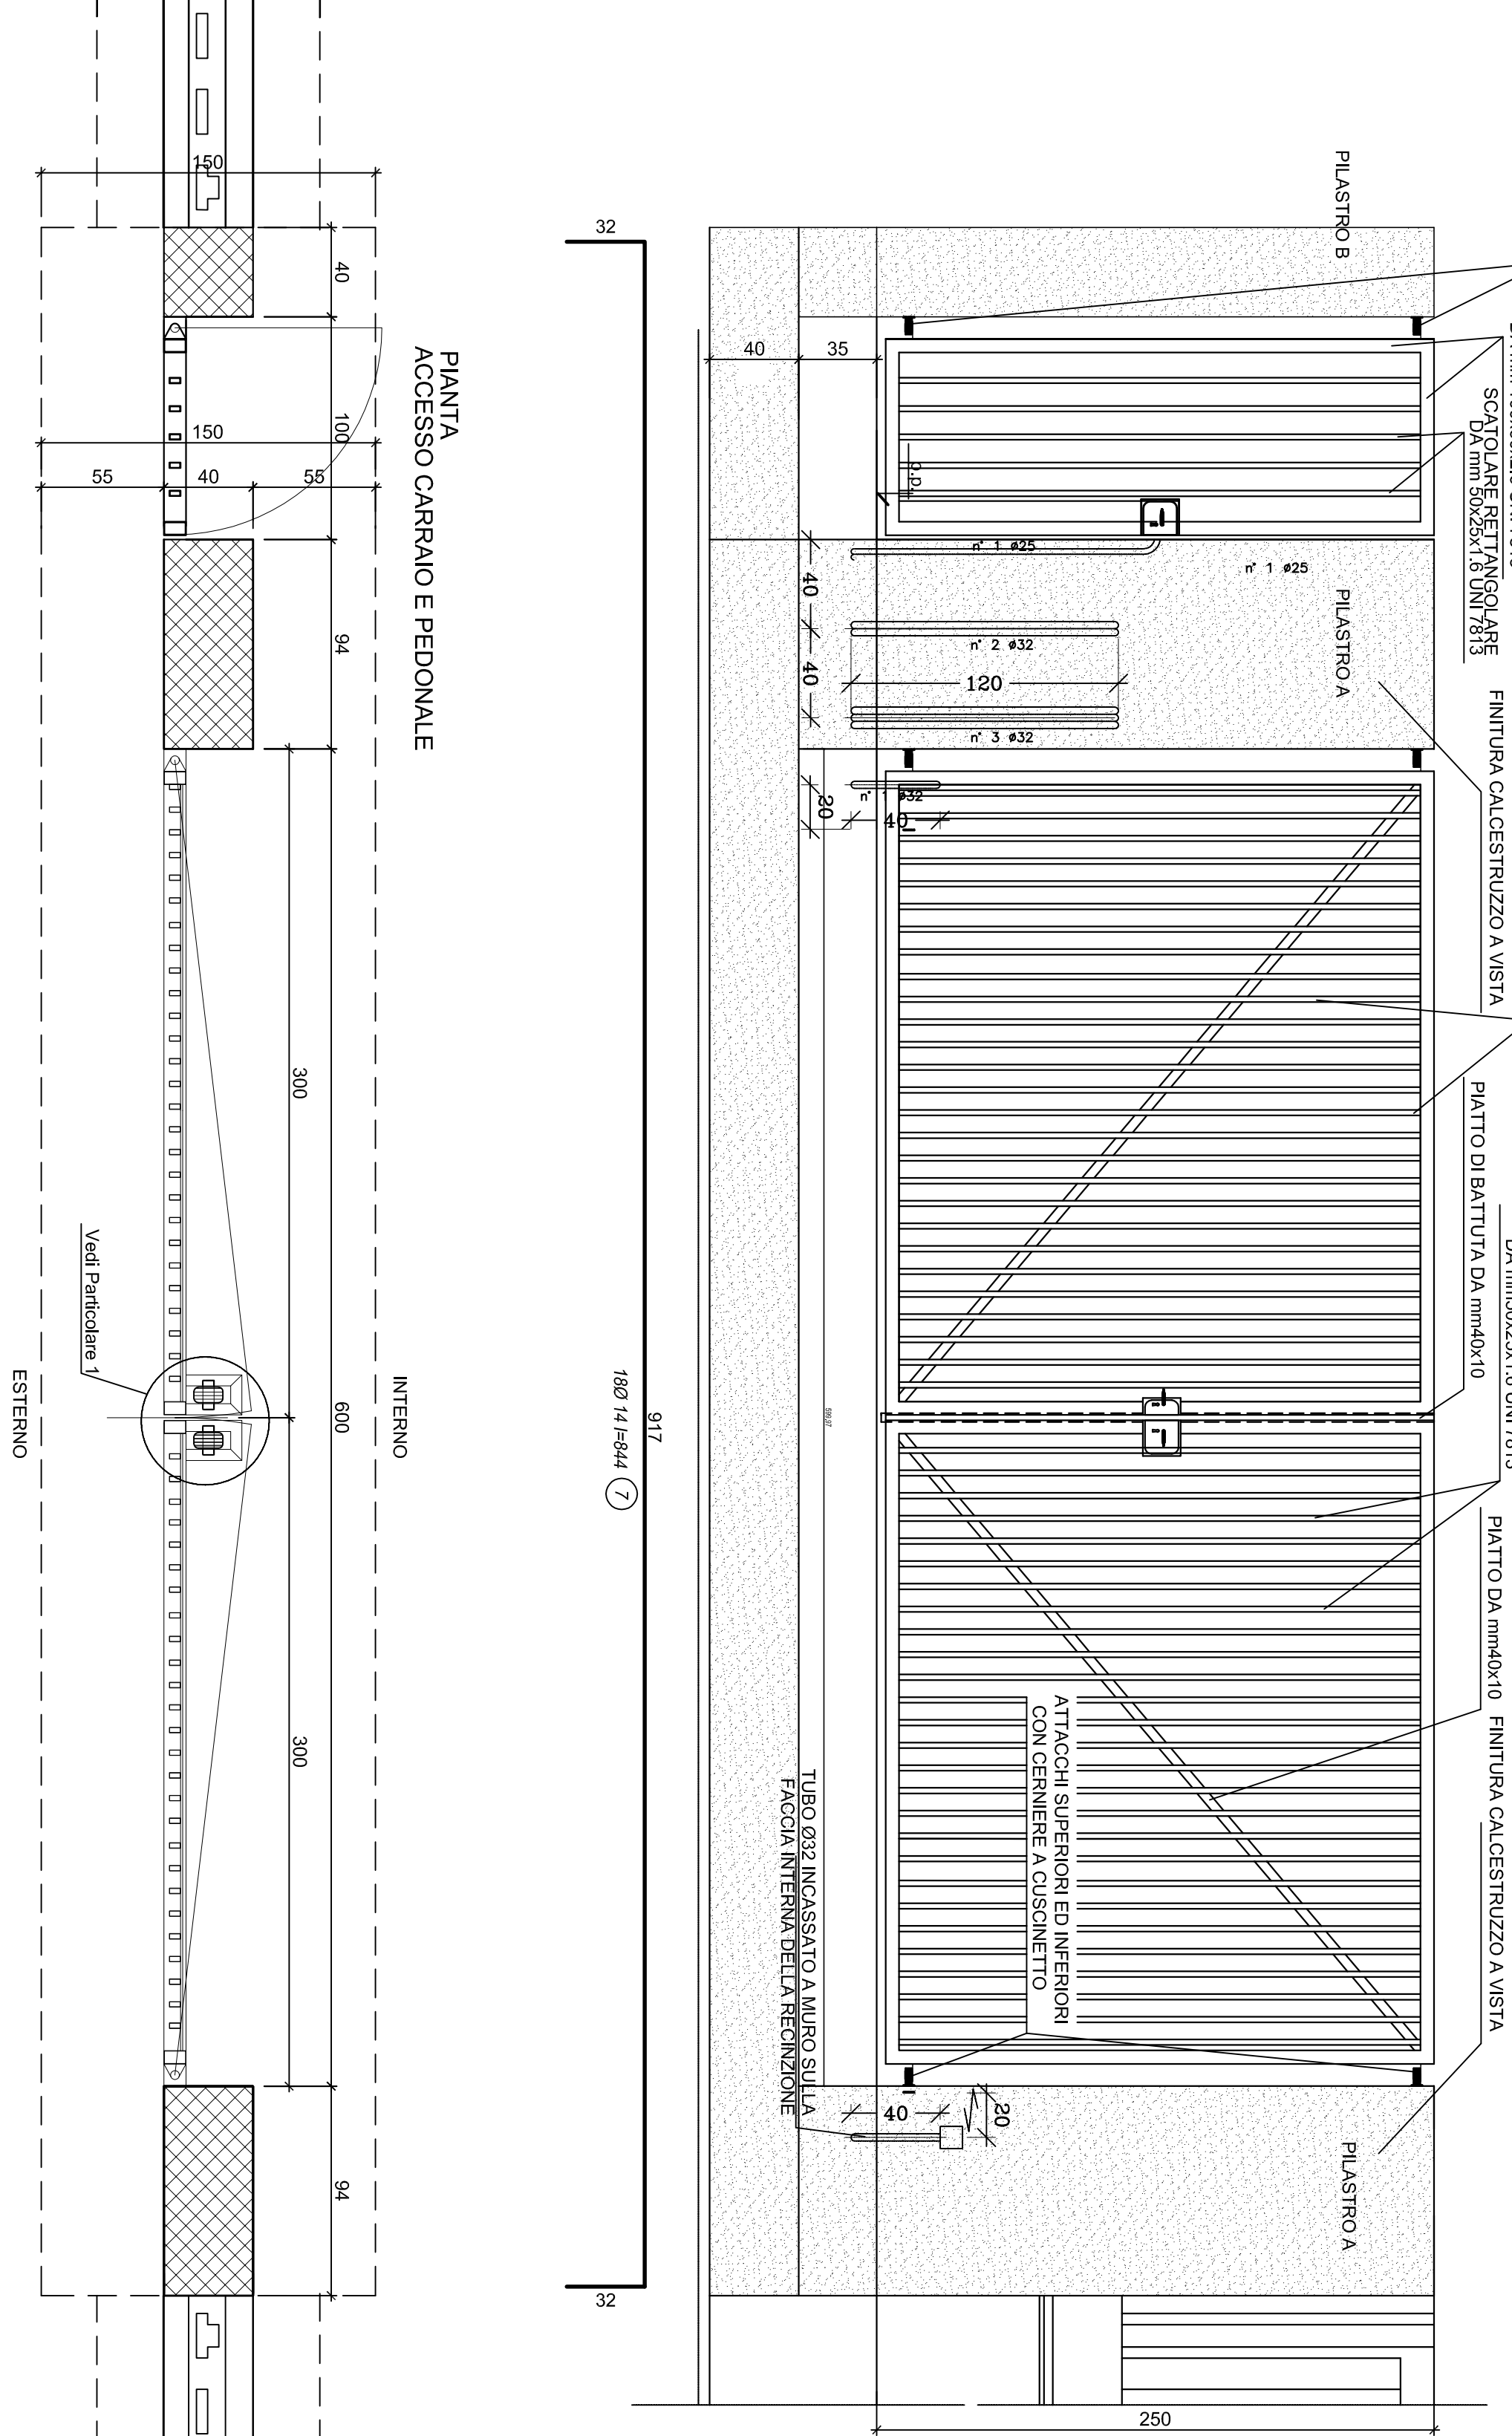 PILASTRO B
SCATOLARE RETTANGOLARE
DA mm 50x25x1.6 UNI 7813
FINITURA CALCESTRUZZO A VISTA
PILASTRO A
PIATTO DI BATTUTA DA mm40x10
PIATTO DA mm40x10
FINITURA CALCESTRUZZO A VISTA
PILASTRO A
n° 1 ø25
n° 1 ø25
n° 2 ø32
n° 3 ø32
n° 1 ø32
120
40
40
20
40
40
35
p.p.
ATTACCHI SUPERIORI ED INFERIORI
CON CERNIERE A CUSCINETTO
TUBO Ø32 INCASSATO A MURO SULLA
FACCIA INTERNA DELLA RECINZIONE
40
20
250
599,97
32
917
18Ø 14 l=844 7
32
PIANTA
ACCESSO CARRAIO E PEDONALE
INTERNO
150
40
100
150
55
40
55
94
300
600
300
94
Vedi Particolare 1
ESTERNO